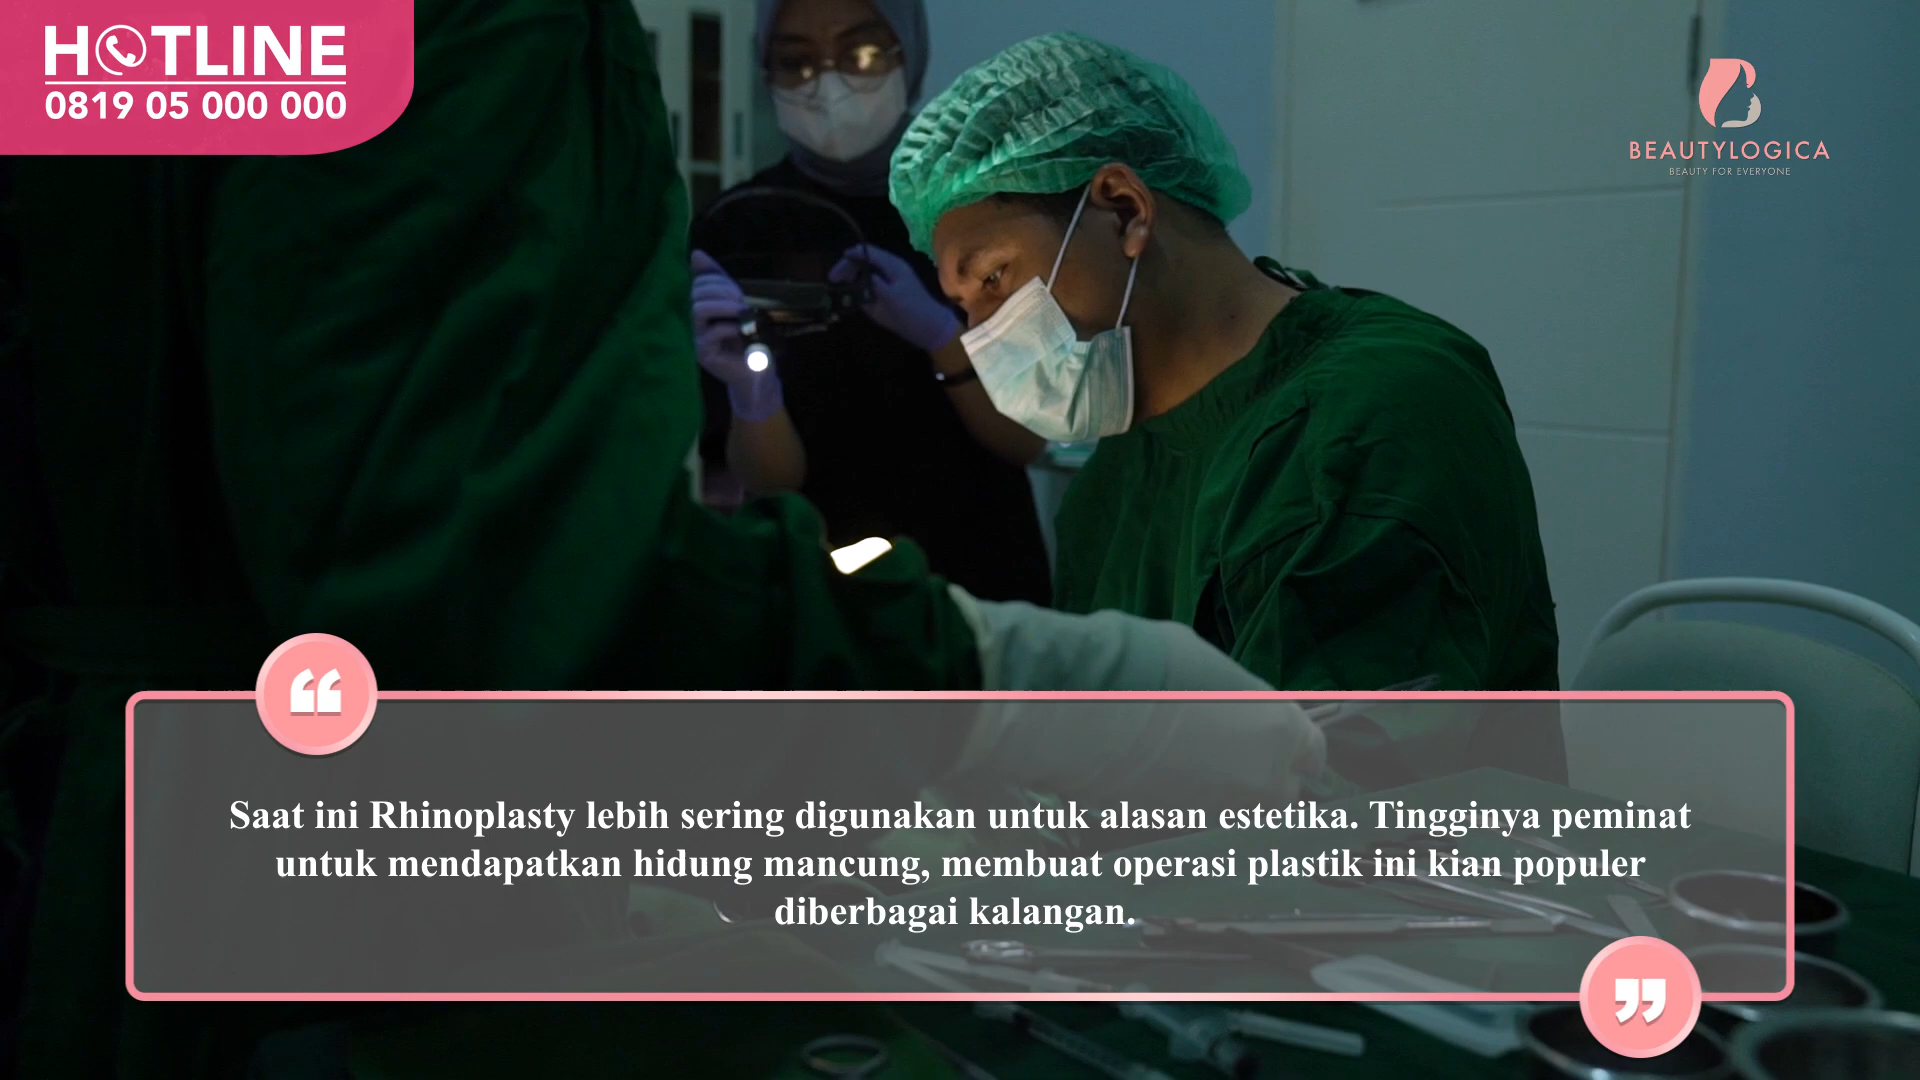 HOTLINE
0819 05 000 000
BEAUTYLOGICA
BEAUTY FOR EVERYONE
Saat ini Rhinoplasty lebih sering digunakan untuk alasan estetika. Tingginya peminat
untuk mendapatkan hidung mancung, membuat operasi plastik ini kian populer
diberbagai kalangan.